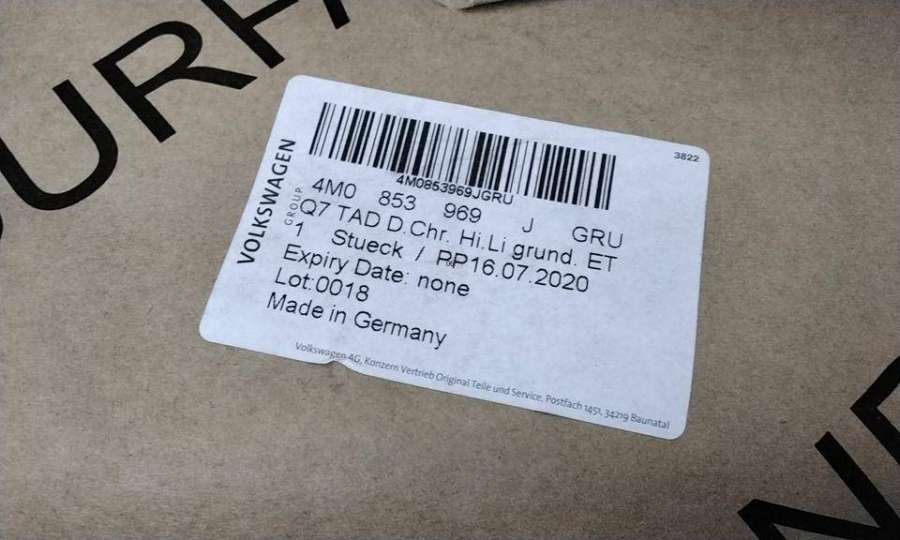 URH
VOLKSWAGEN
GROUP
3822
4M0853969JGRU
4M0 853 969 J GRU
Q7 TAD D.Chr. Hi.Li grund. ET
1 Stueck / PP16.07.2020
Expiry Date: none
Lot:0018
Made in Germany
Volkswagen AG, Konzern Vertrieb Original Teile und Service, Postfach 1451, 34219 Baunatal